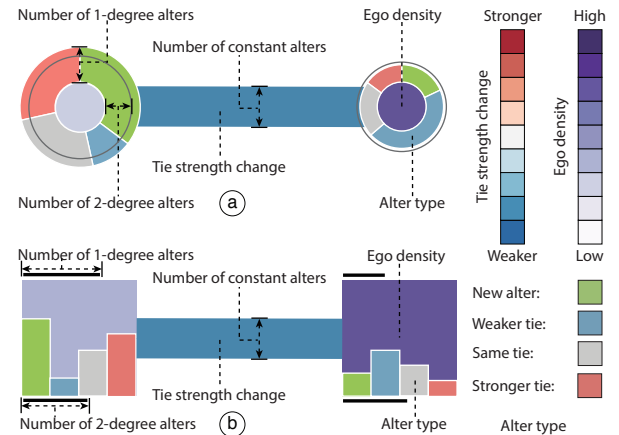 Number of 1-degree alters
Ego density
Stronger
High
Number of constant alters
Tie strength change
Ego density
Tie strength change
Number of 2-degree alters
a
Alter type
Number of 1-degree alters
Ego density
Weaker
Low
Number of constant alters
New alter:
Weaker tie:
Same tie:
Tie strength change
Stronger tie:
Number of 2-degree alters
b
Alter type
Alter type